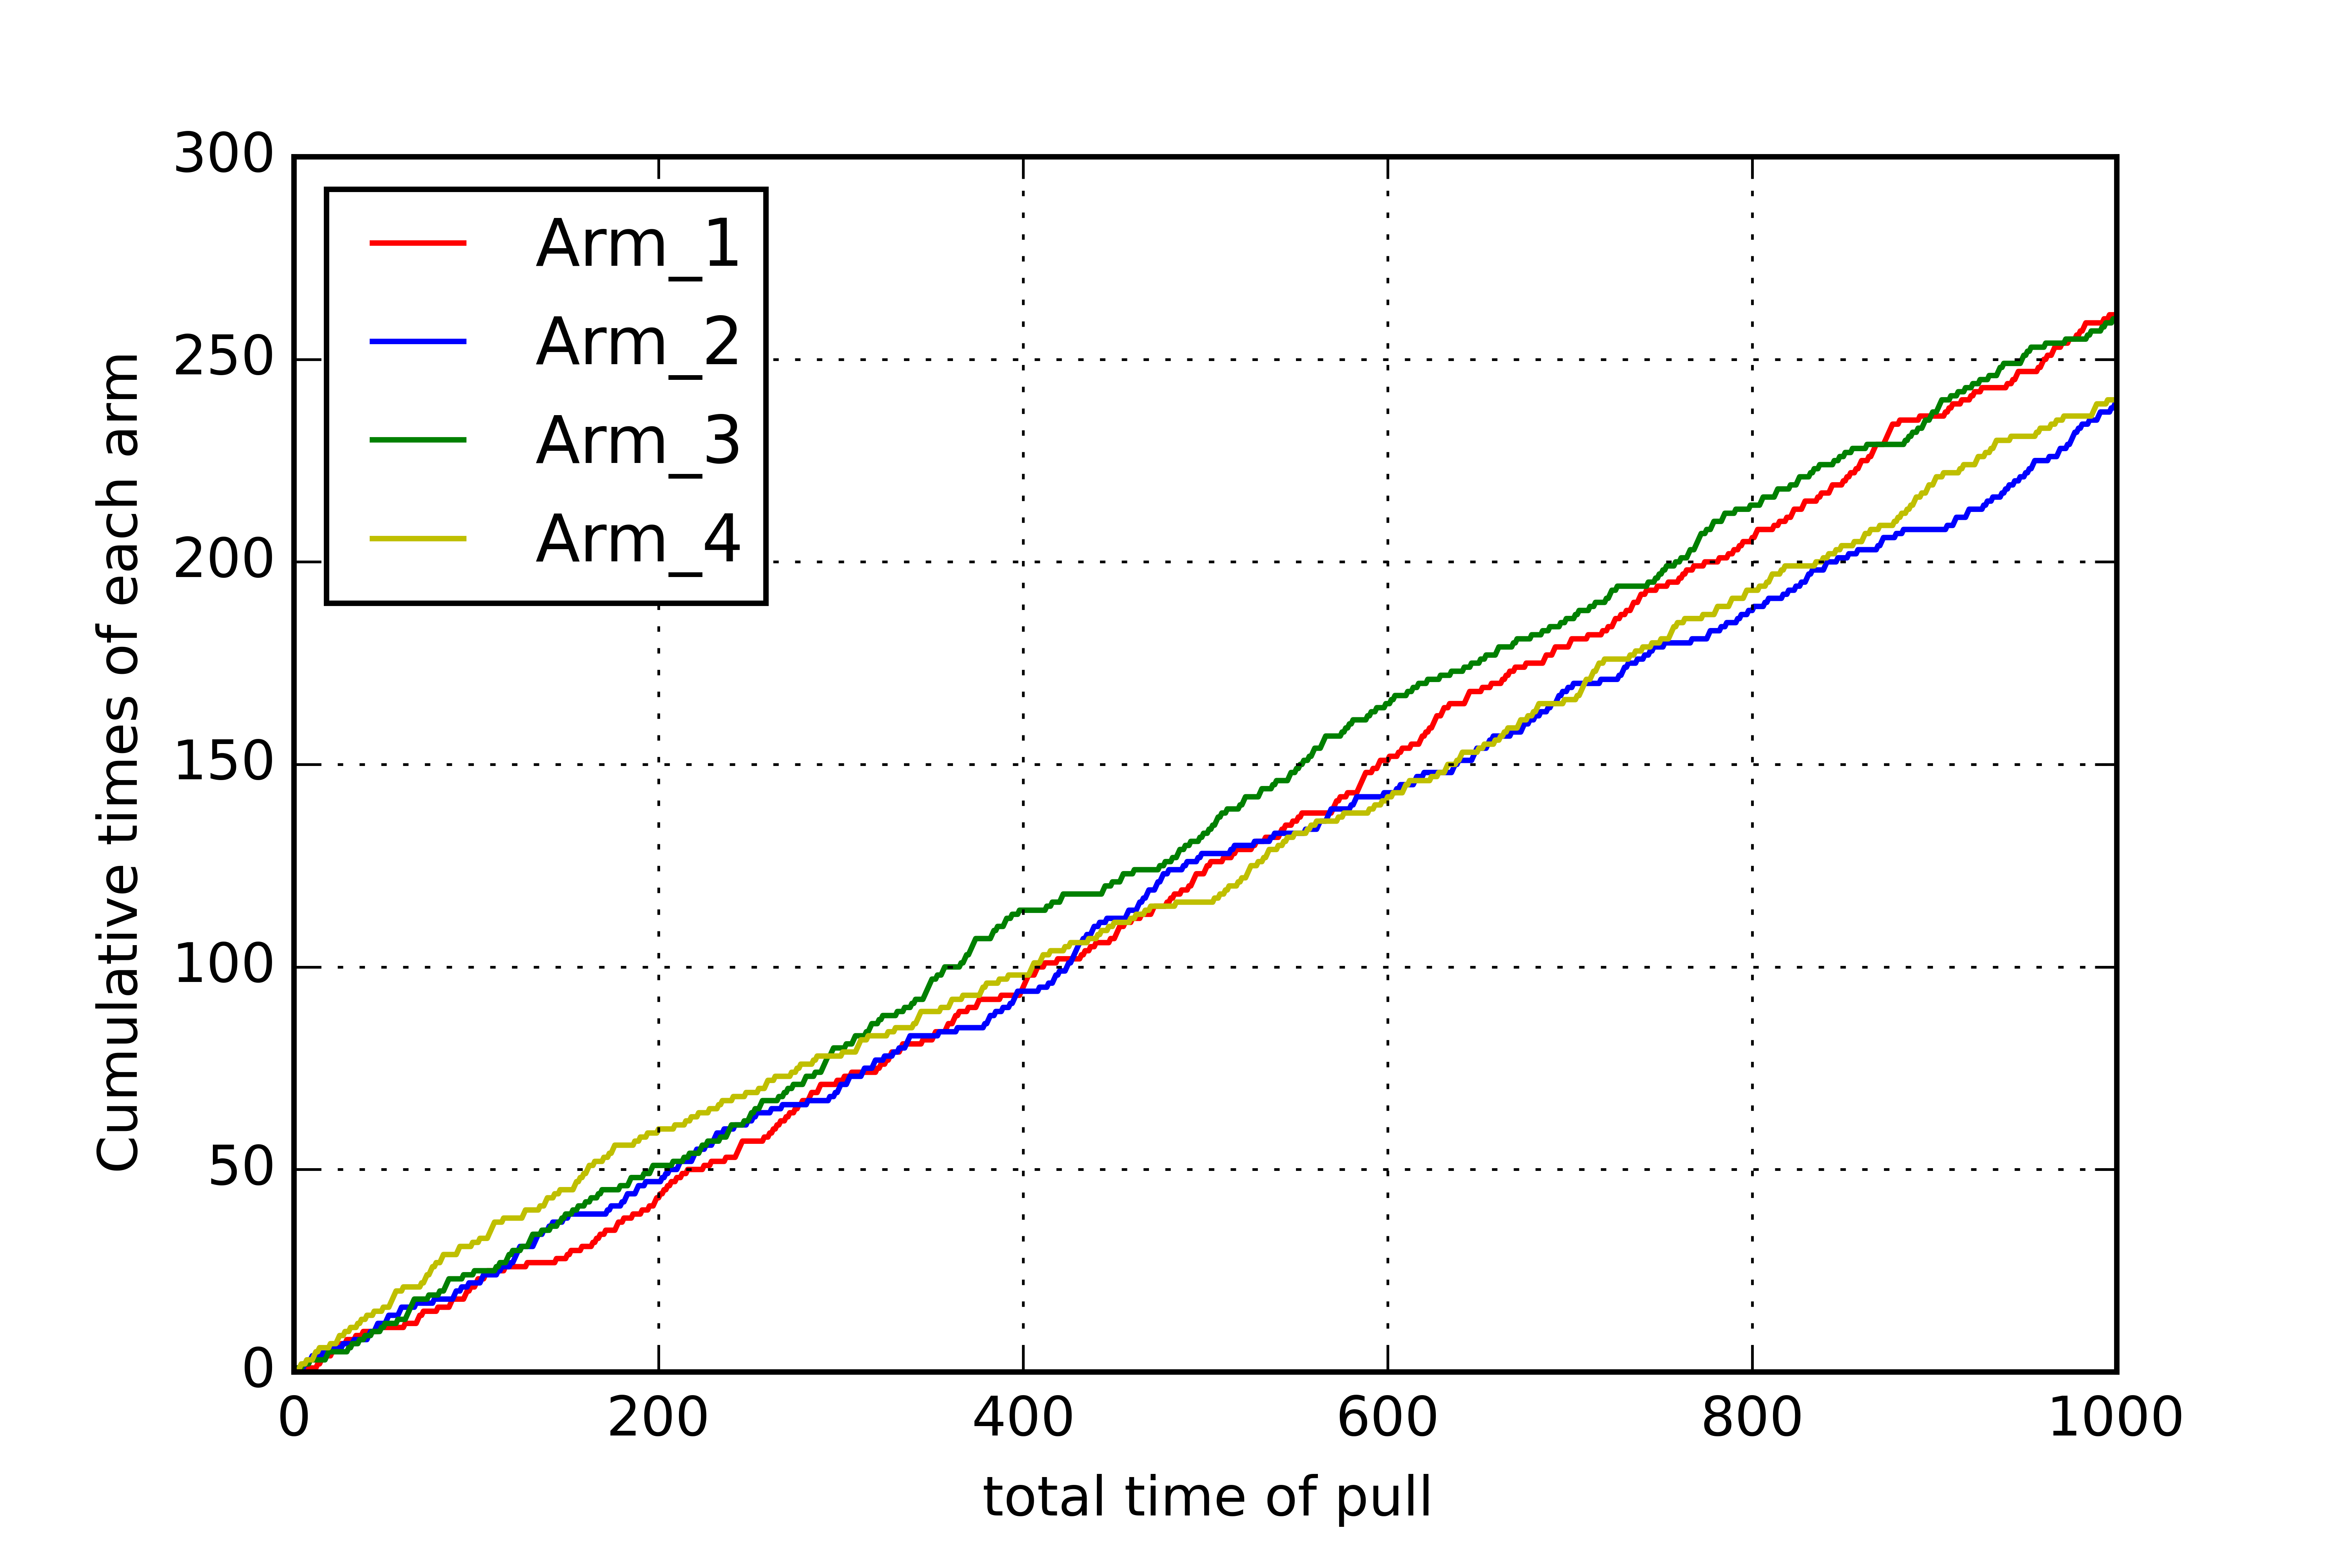 300
250
200
150
100
50
0
0 200 400 600 800 1000
Cumulative times of each arm
total time of pull
Arm_1
Arm_2
Arm_3
Arm_4